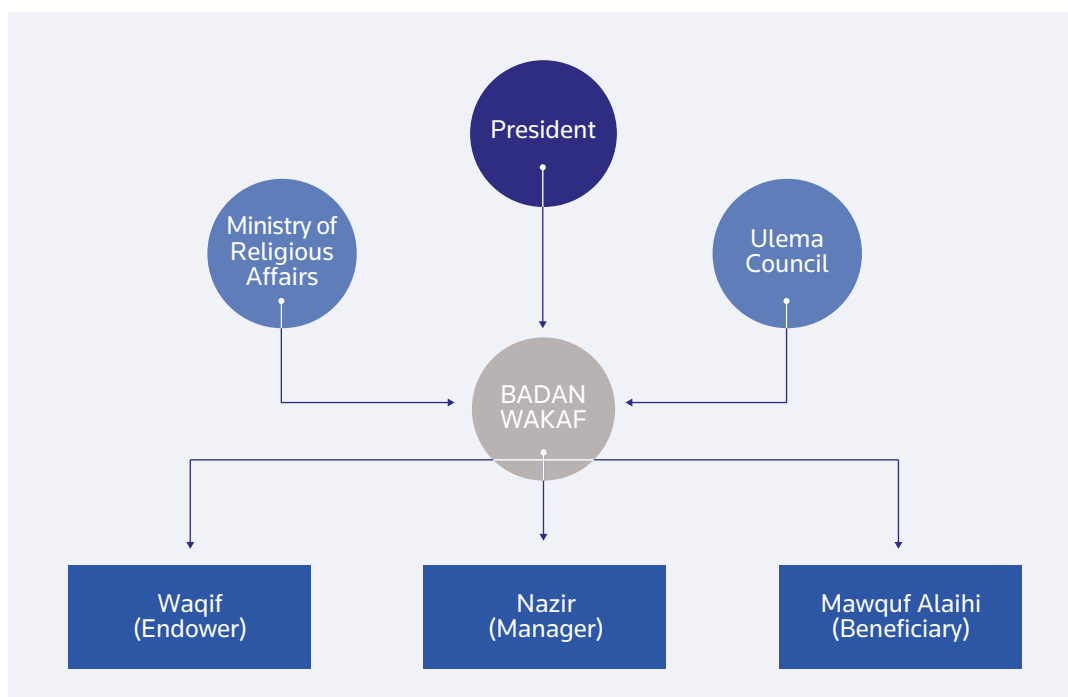 President
Ministry of
Religious
Affairs
Ulema
Council
BADAN
WAKAF
Waqif
(Endower)
Nazir
(Manager)
Mawquf Alaihi
(Beneficiary)